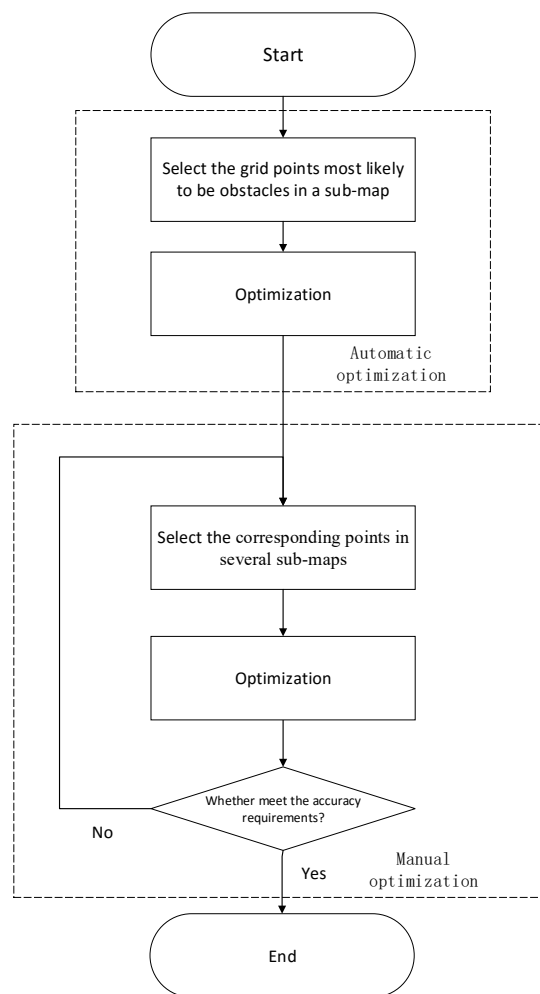 Start
Select the grid points most likely
to be obstacles in a sub-map
Optimization
Automatic
optimization
Select the corresponding points in
several sub-maps
Optimization
Whether meet the accuracy
requirements?
No
Yes
Manual
optimization
End